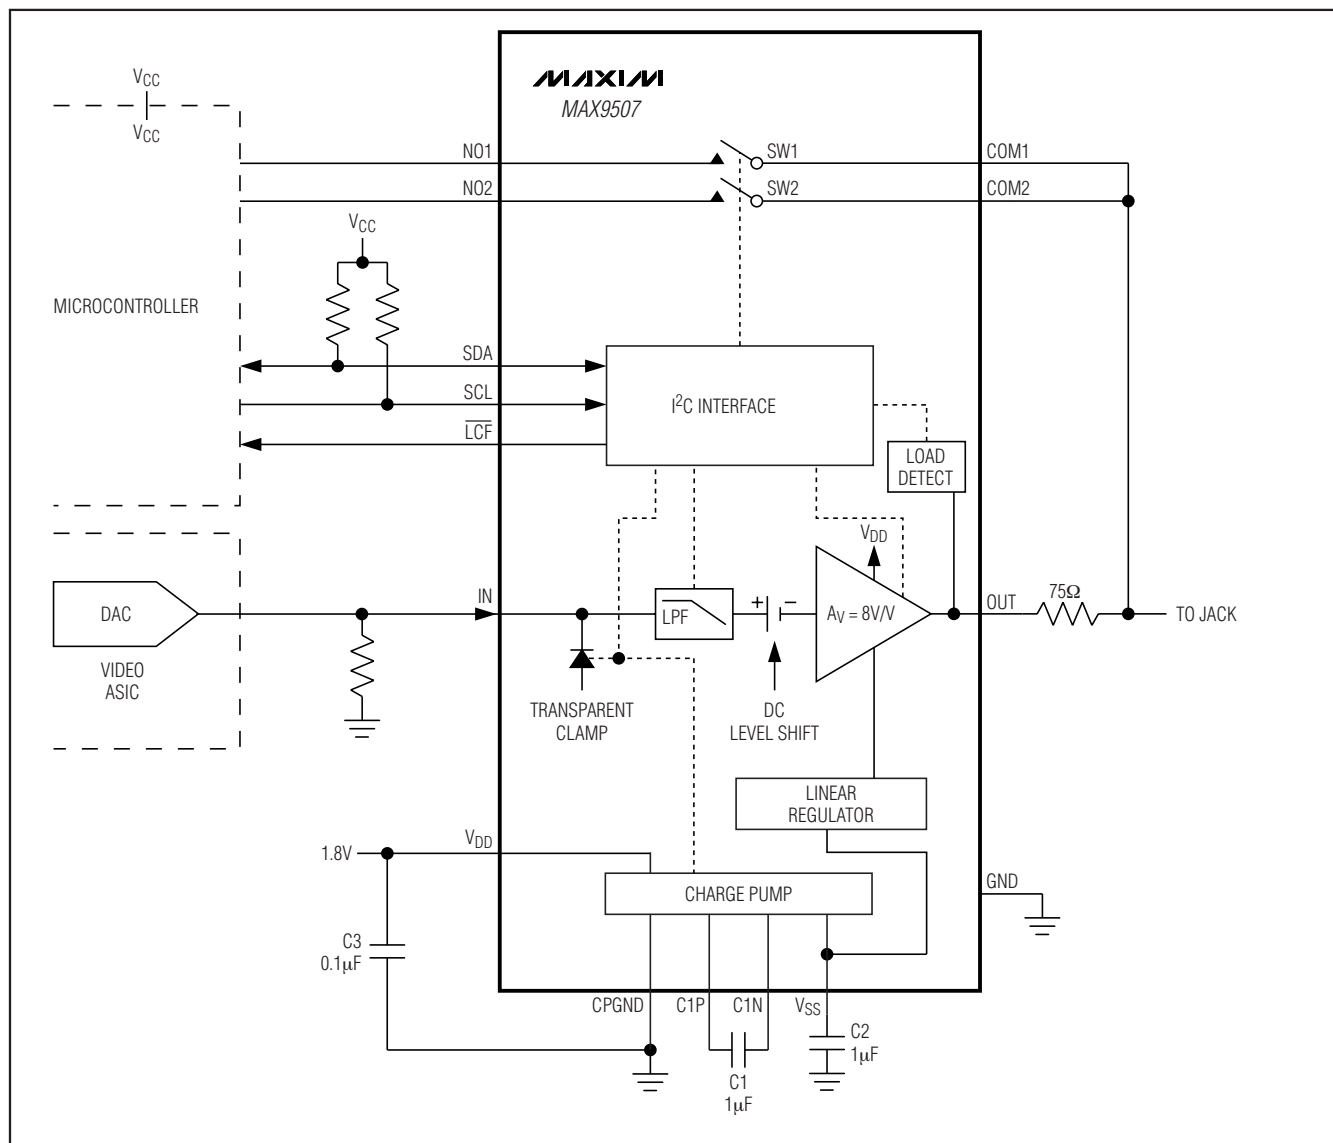 VCC
VCC
MAXIM
MAX9507
NO1
SW1
COM1
NO2
SW2
COM2
VCC
MICROCONTROLLER
SDA
SCL
I²C INTERFACE
LCF
LOAD
DETECT
VDD
DAC
IN
LPF
+
−
AV = 8V/V
OUT
75Ω
TO JACK
VIDEO
ASIC
TRANSPARENT
CLAMP
DC
LEVEL SHIFT
LINEAR
REGULATOR
1.8V
VDD
CHARGE PUMP
GND
C3
0.1µF
CPGND
C1P
C1N
VSS
C2
1µF
C1
1µF